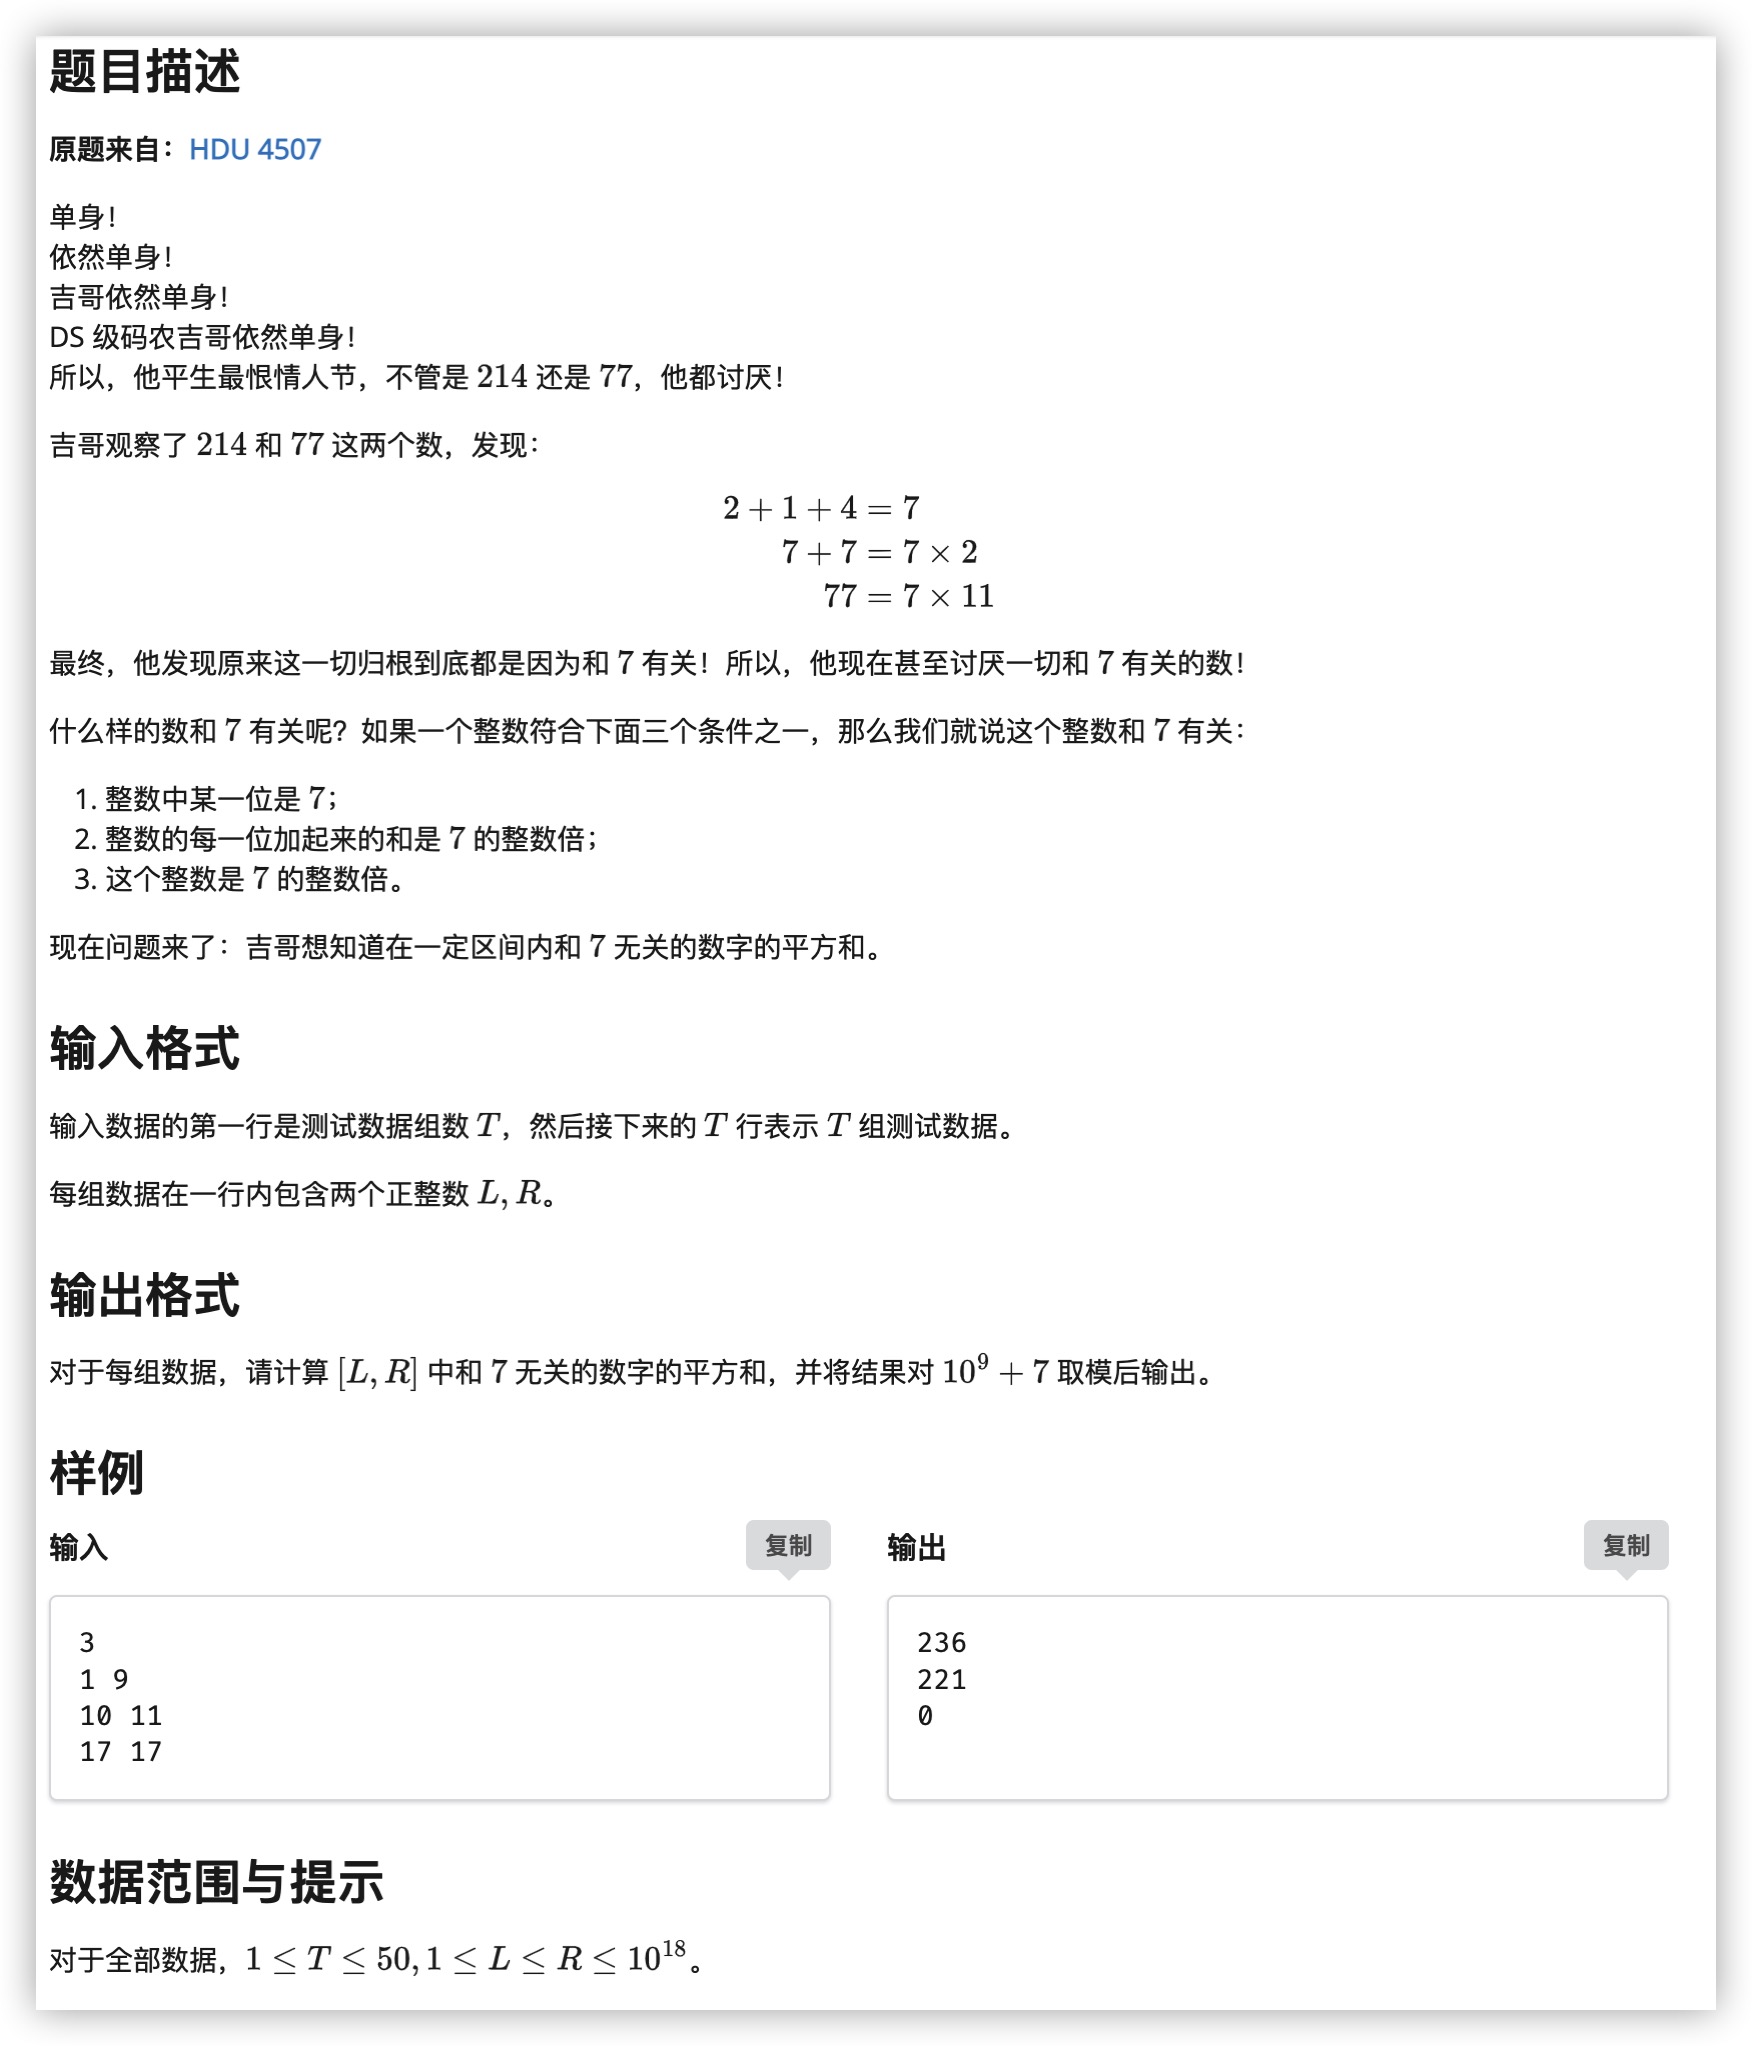 题目描述
原题来自：HDU 4507
单身！
依然单身！
吉哥依然单身！
DS 级码农吉哥依然单身！
所以，他平生最恨情人节，不管是 214 还是 77，他都讨厌！
吉哥观察了 214 和 77 这两个数，发现：
2 + 1 + 4 = 7
7 + 7 = 7 × 2
77 = 7 × 11
最终，他发现原来这一切归根到底都是因为和 7 有关！所以，他现在甚至讨厌一切和 7 有关的数！
什么样的数和 7 有关呢？如果一个整数符合下面三个条件之一，那么我们就说这个整数和 7 有关：
1. 整数中某一位是 7；
2. 整数的每一位加起来的和是 7 的整数倍；
3. 这个整数是 7 的整数倍。
现在问题来了：吉哥想知道在一定区间内和 7 无关的数字的平方和。
输入格式
输入数据的第一行是测试数据组数 T，然后接下来的 T 行表示 T 组测试数据。
每组数据在一行内包含两个正整数 L, R。
输出格式
对于每组数据，请计算 [L, R] 中和 7 无关的数字的平方和，并将结果对 10⁹ + 7 取模后输出。
样例
输入
复制
3
1 9
10 11
17 17
输出
复制
236
221
0
数据范围与提示
对于全部数据，1 ≤ T ≤ 50, 1 ≤ L ≤ R ≤ 10¹⁸。